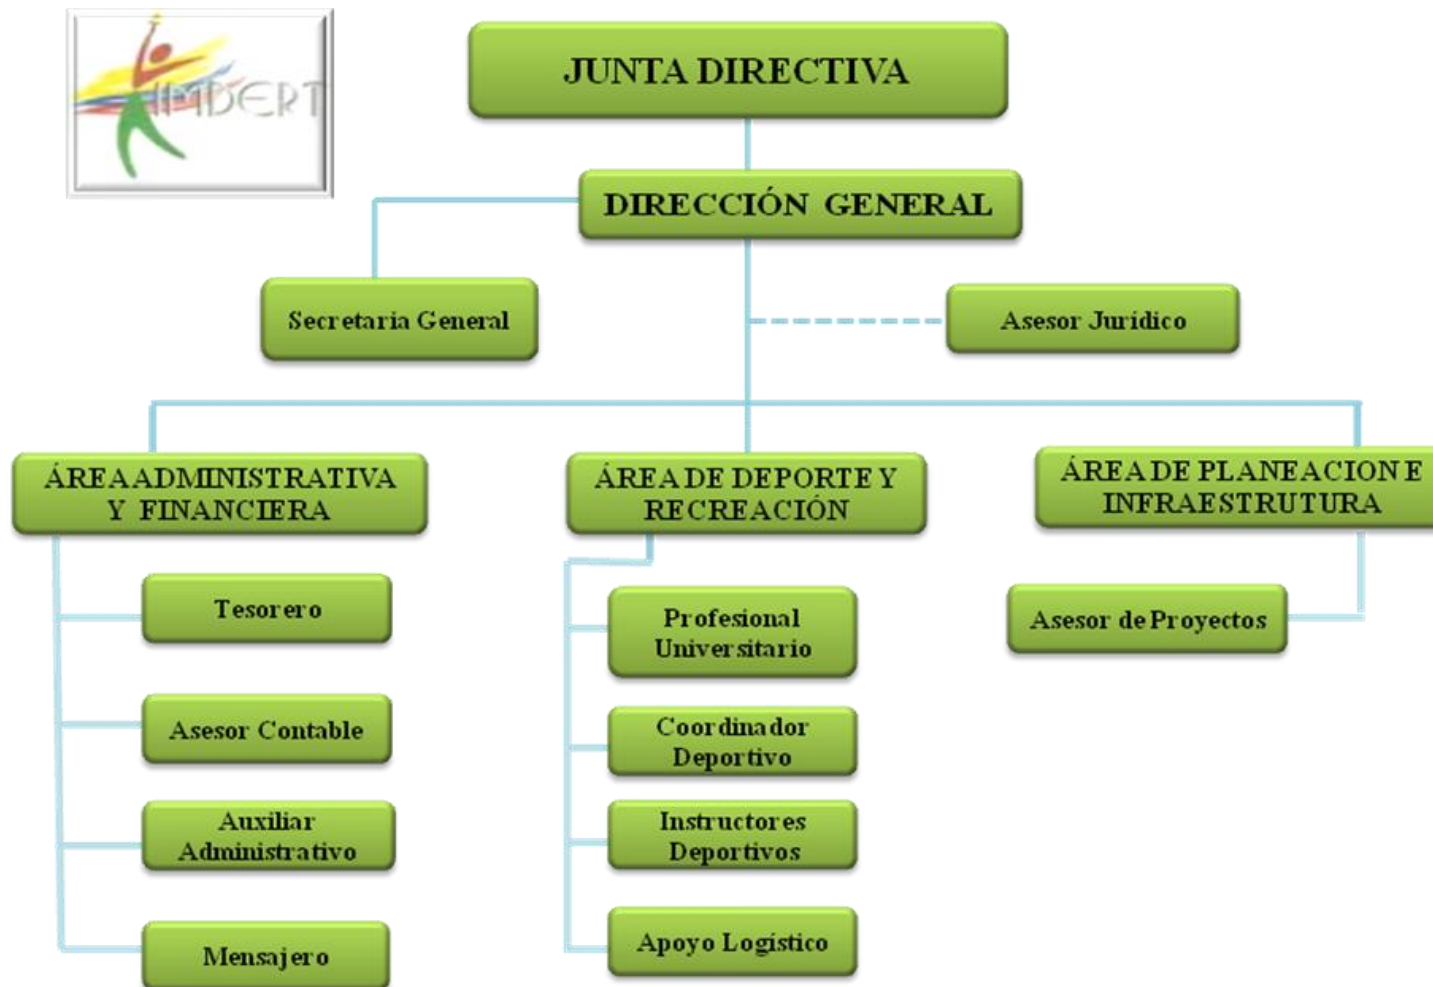 IMDERT
JUNTA DIRECTIVA
DIRECCIÓN GENERAL
Secretaria General
Asesor Jurídico
ÁREA ADMINISTRATIVA
Y FINANCIERA
ÁREA DE DEPORTE Y
RECREACIÓN
ÁREA DE PLANEACION E
INFRAESTRUTURA
Tesorero
Asesor Contable
Auxiliar
Administrativo
Mensajero
Profesional
Universitario
Coordinador
Deportivo
Instructores
Deportivos
Apoyo Logístico
Asesor de Proyectos